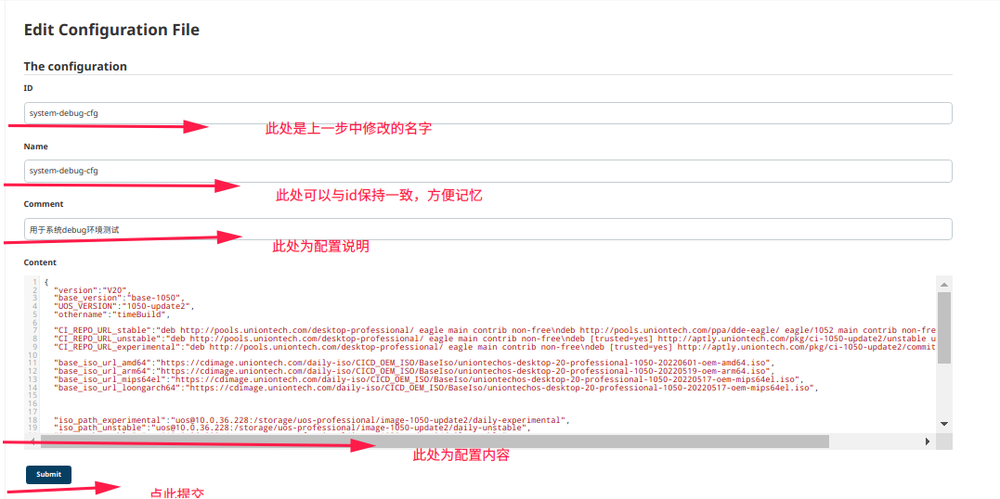 Edit Configuration File
The configuration
ID
system-debug-cfg
此处是上一步中修改的名字
Name
system-debug-cfg
此处可以与id保持一致，方便记忆
Comment
用于系统debug环境测试
此处为配置说明
Content
1 {
2 "version":"V20",
3 "base_version":"base-1050",
4 "UOS_VERSION":"1050-update2",
5 "othername":"timeBuild",
6
7 "CI_REPO_URL_stable":"deb http://pools.uniontech.com/desktop-professional/ eagle main contrib non-free\ndeb http://pools.uniontech.com/ppa/dde-eagle/ eagle/1052 main contrib non-fre
8 "CI_REPO_URL_unstable":"deb http://pools.uniontech.com/desktop-professional/ eagle main contrib non-free\ndeb [trusted=yes] http://aptly.uniontech.com/pkg/ci-1050-update2/unstable u
9 "CI_REPO_URL_experimental":"deb http://pools.uniontech.com/desktop-professional/ eagle main contrib non-free\ndeb [trusted=yes] http://aptly.uniontech.com/pkg/ci-1050-update2/commit
10
11 "base_iso_url_amd64":"https://cdimage.uniontech.com/daily-iso/CICD_OEM_ISO/BaseIso/uniontechos-desktop-20-professional-1050-20220601-oem-amd64.iso",
12 "base_iso_url_arm64":"https://cdimage.uniontech.com/daily-iso/CICD_OEM_ISO/BaseIso/uniontechos-desktop-20-professional-1050-20220519-oem-arm64.iso",
13 "base_iso_url_mips64el":"https://cdimage.uniontech.com/daily-iso/CICD_OEM_ISO/BaseIso/uniontechos-desktop-20-professional-1050-20220517-oem-mips64el.iso",
14 "base_iso_url_loongarch64":"https://cdimage.uniontech.com/daily-iso/CICD_OEM_ISO/BaseIso/uniontechos-desktop-20-professional-1050-20220517-oem-mips64el.iso",
15
16
17
18 "iso_path_experimental":"uos@10.0.36.228:/storage/uos-professional/image-1050-update2/daily-experimental",
19 "iso_path_unstable":"uos@10.0.36.228:/storage/uos-professional/image-1050-update2/daily-unstable",
此处为配置内容
Submit
点此提交